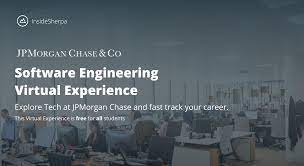 InsideSherpa
JPMORGAN CHASE & CO
Software Engineering
Virtual Experience
Explore Tech at JPMorgan Chase and fast track your career.
This Virtual Experience is free for all students